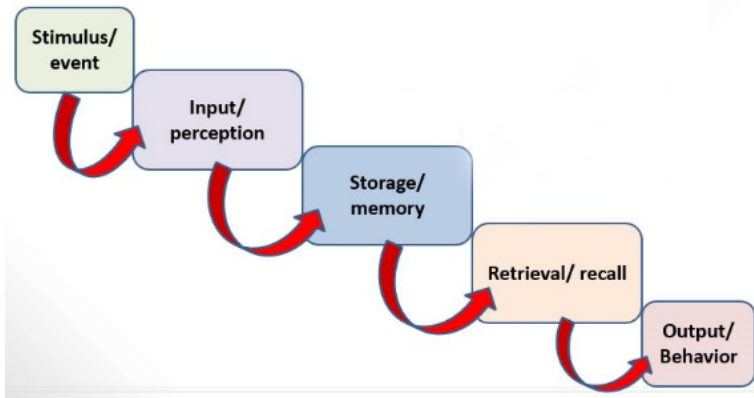 Stimulus/
event
Input/
perception
Storage/
memory
Retrieval/ recall
Output/
Behavior